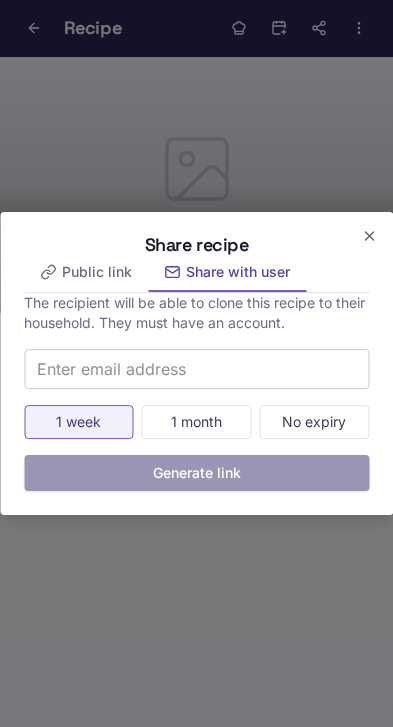 Recipe
Share recipe
Public link
Share with user
The recipient will be able to clone this recipe to their
household. They must have an account.
Enter email address
1 week
1 month
No expiry
Generate link